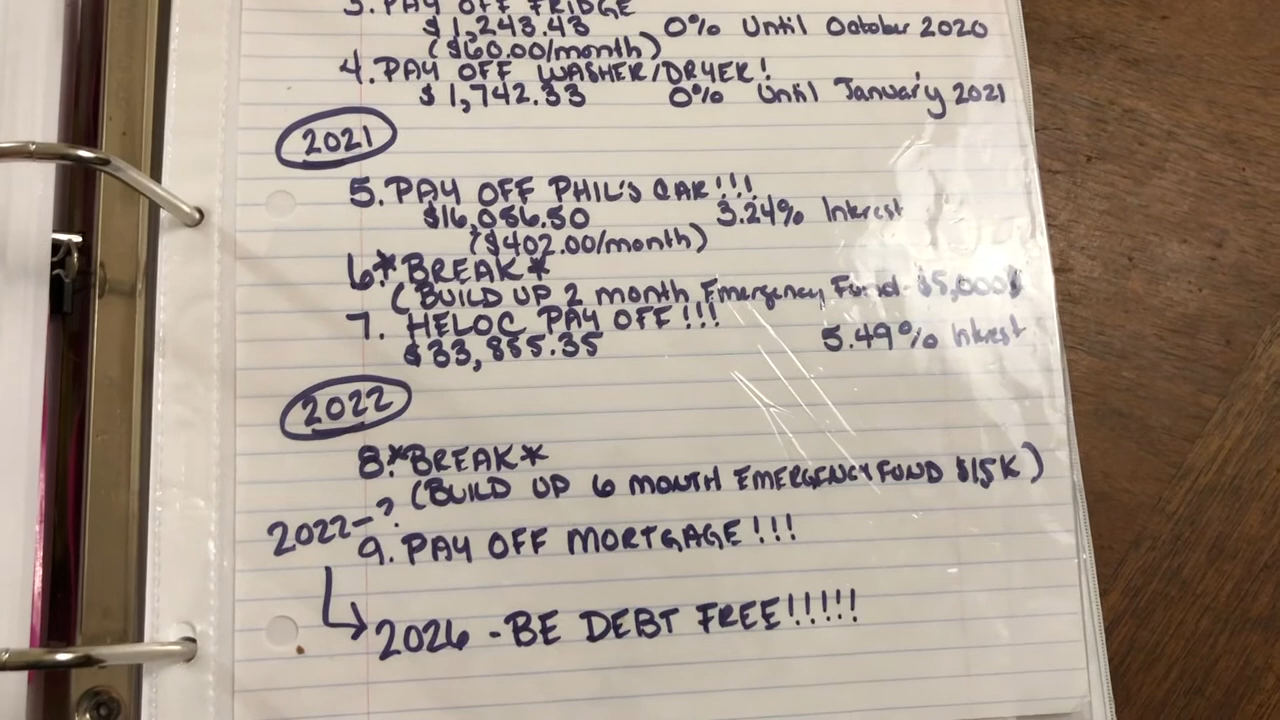 3. PAY OFF FRIDGE
$1,243.43 0% Until October 2020
($60.00/month)
4. PAY OFF WASHER/DRYER!
$1,742.33 0% Until January 2021
2021
5. PAY OFF PHIL'S CAR!!!
$16,056.50 3.24% Interest
($402.00/month)
6. *BREAK*
(BUILD UP 2 month Emergency Fund - $5,000)
7. HELOC PAY OFF!!!
$33,855.35 5.49% Interest
2022
8. *BREAK*
(BUILD UP 6 MONTH EMERGENCY FUND $15K)
2022-?
9. PAY OFF MORTGAGE!!!
2026 - BE DEBT FREE!!!!!